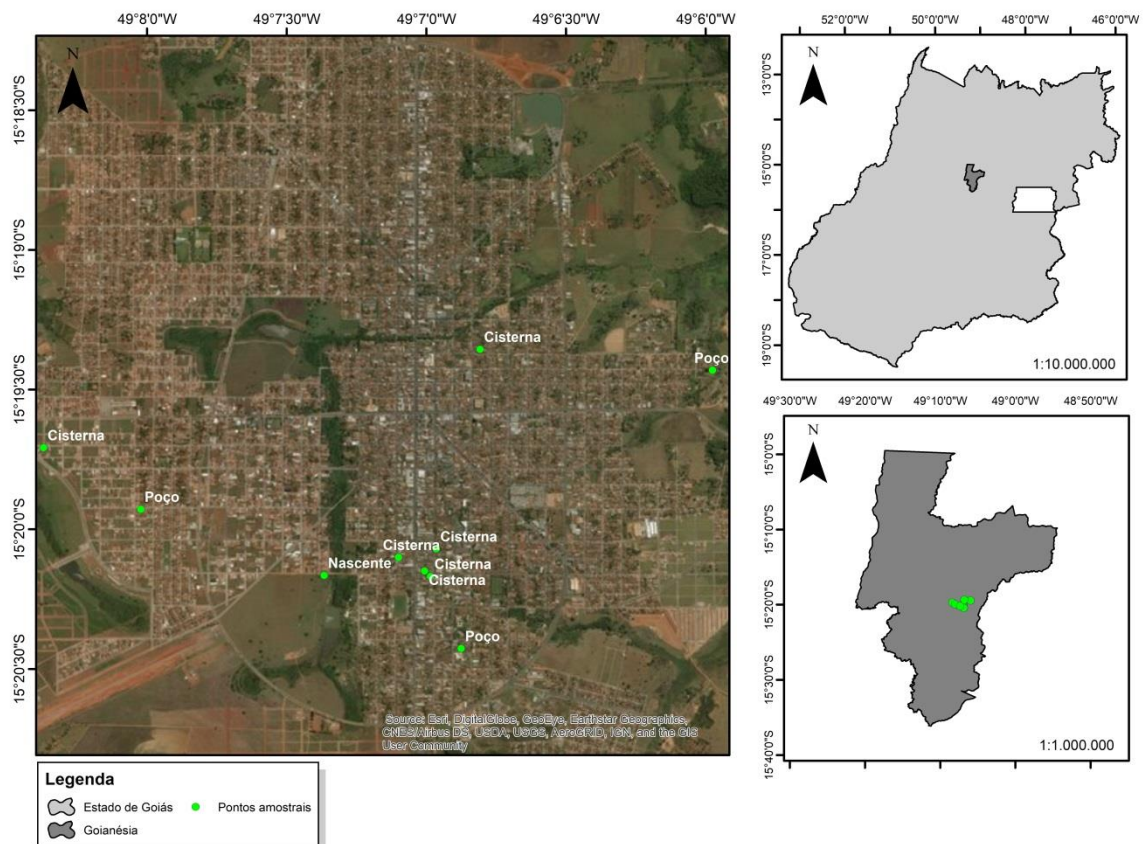 49°8'0"W
49°7'30"W
49°7'0"W
49°6'30"W
49°6'0"W
15°18'30"S
15°19'0"S
15°19'30"S
15°20'0"S
15°20'30"S
N
Cisterna
Poço
Cisterna
Poço
Cisterna
Cisterna
Nascente
Cisterna
Cisterna
Poço
Source: Esri, DigitalGlobe, GeoEye, Earthstar Geographics,
CNES/Airbus DS, USDA, USGS, AeroGRID, IGN, and the GIS
User Community
52°0'0"W
50°0'0"W
48°0'0"W
46°0'0"W
13°0'0"S
15°0'0"S
17°0'0"S
19°0'0"S
N
1:10.000.000
49°30'0"W
49°20'0"W
49°10'0"W
49°0'0"W
48°50'0"W
15°0'0"S
15°10'0"S
15°20'0"S
15°30'0"S
15°40'0"S
N
1:1.000.000
Legenda
Estado de Goiás
Pontos amostrais
Goianésia